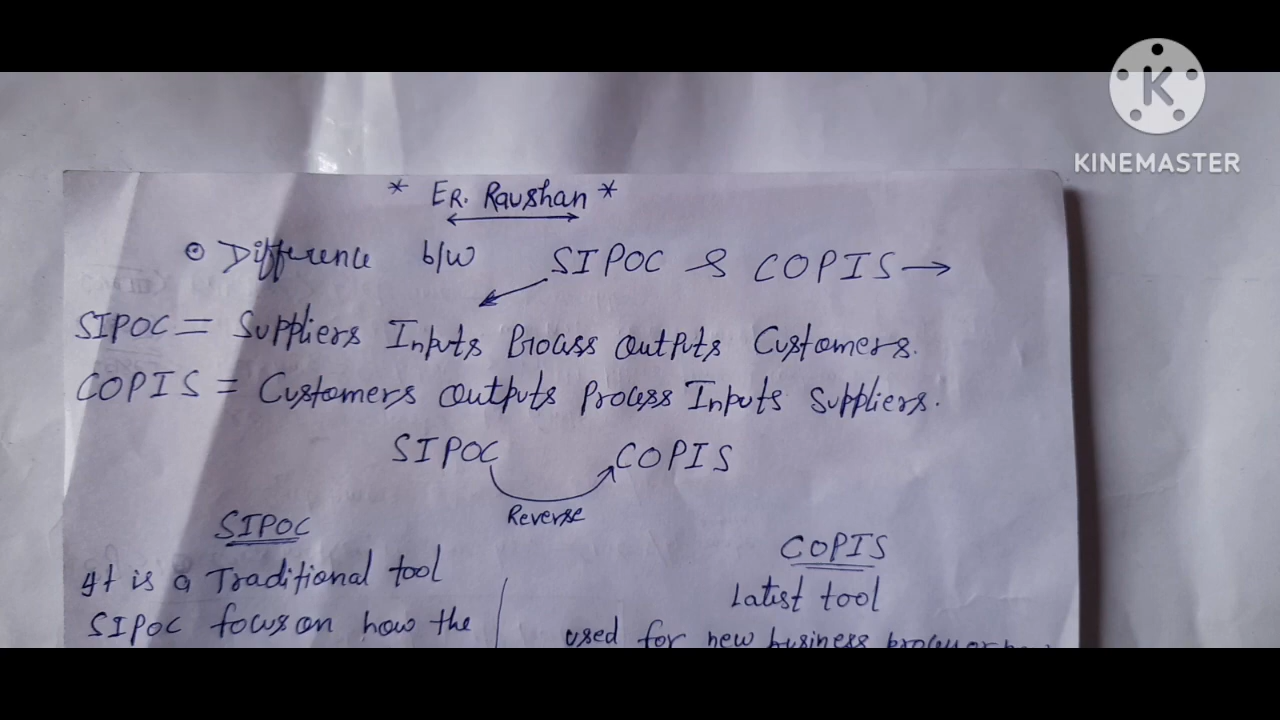 K
KINEMASTER
* ER. Raushan *
Difference b/w SIPOC & COPIS →
SIPOC = Suppliers Inputs Process Outputs Customers.
COPIS = Customers Outputs Process Inputs Suppliers.
SIPOC COPIS
Reverse
SIPOC
COPIS
It is a Traditional tool
Latest tool
SIPOC focus on how the
used for new business